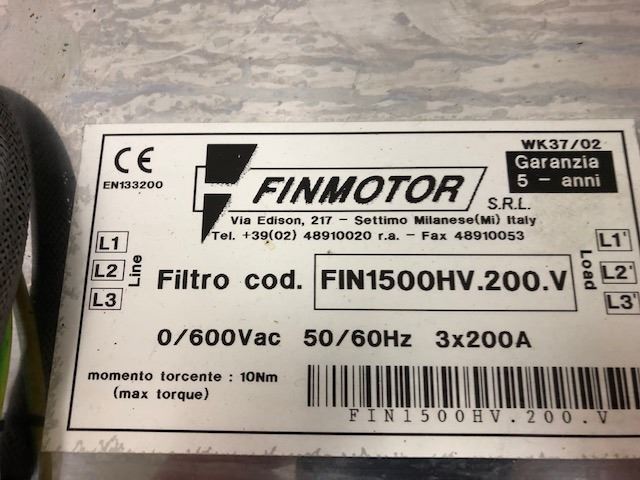 WK37/02
CE
EN133200
FINMOTOR S.R.L.
Garanzia
5 - anni
Via Edison, 217 - Settimo Milanese(Mi) Italy
Tel. +39(02) 48910020 r.a. - Fax 48910053
L1
L2
L3
Line
Filtro cod. FIN1500HV.200.V
Load
L1'
L2'
L3'
0/600Vac 50/60Hz 3x200A
momento torcente : 10Nm
(max torque)
FIN1500HV.200.V